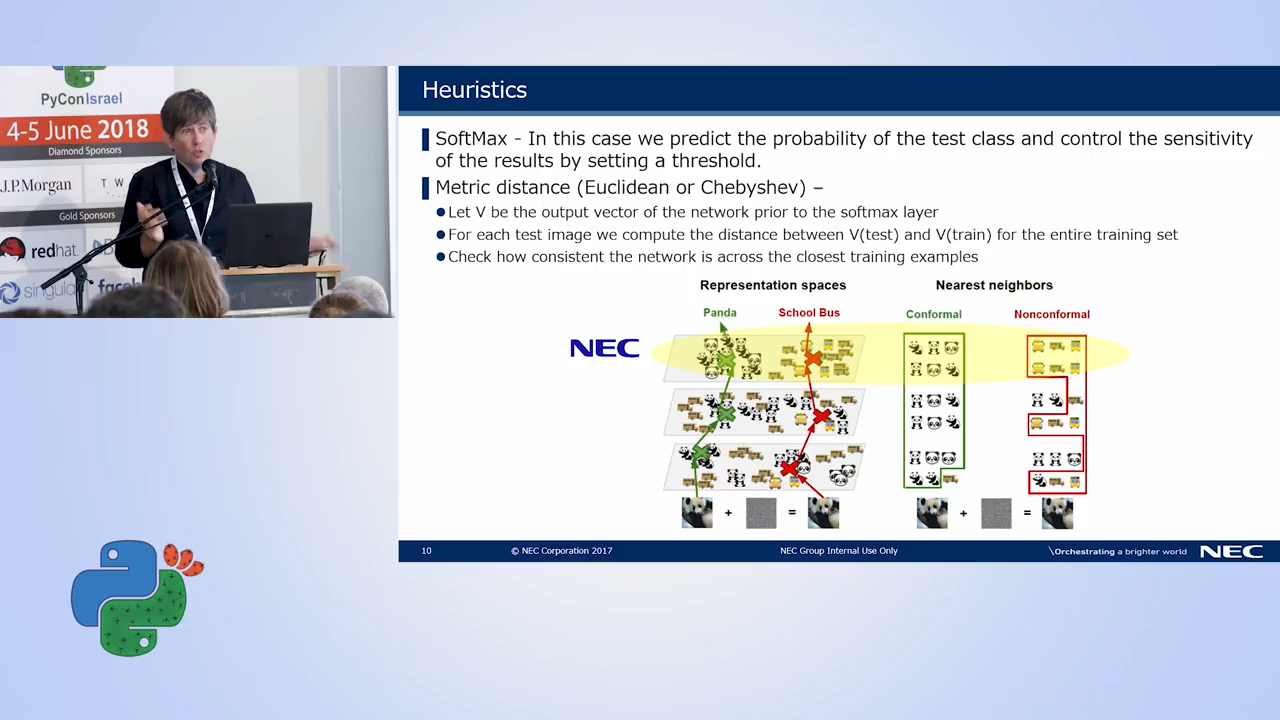 PyConIsrael
4-5 June 2018
Diamond Sponsors
J.P.Morgan
T W
Gold Sponsors
redhat.
singul
faceb
Heuristics
SoftMax - In this case we predict the probability of the test class and control the sensitivity
of the results by setting a threshold.
Metric distance (Euclidean or Chebyshev) –
Let V be the output vector of the network prior to the softmax layer
For each test image we compute the distance between V(test) and V(train) for the entire training set
Check how consistent the network is across the closest training examples
Representation spaces
Nearest neighbors
Panda
School Bus
Conformal
Nonconformal
NEC
+ =
+ =
10
© NEC Corporation 2017
NEC Group Internal Use Only
\Orchestrating a brighter world
NEC